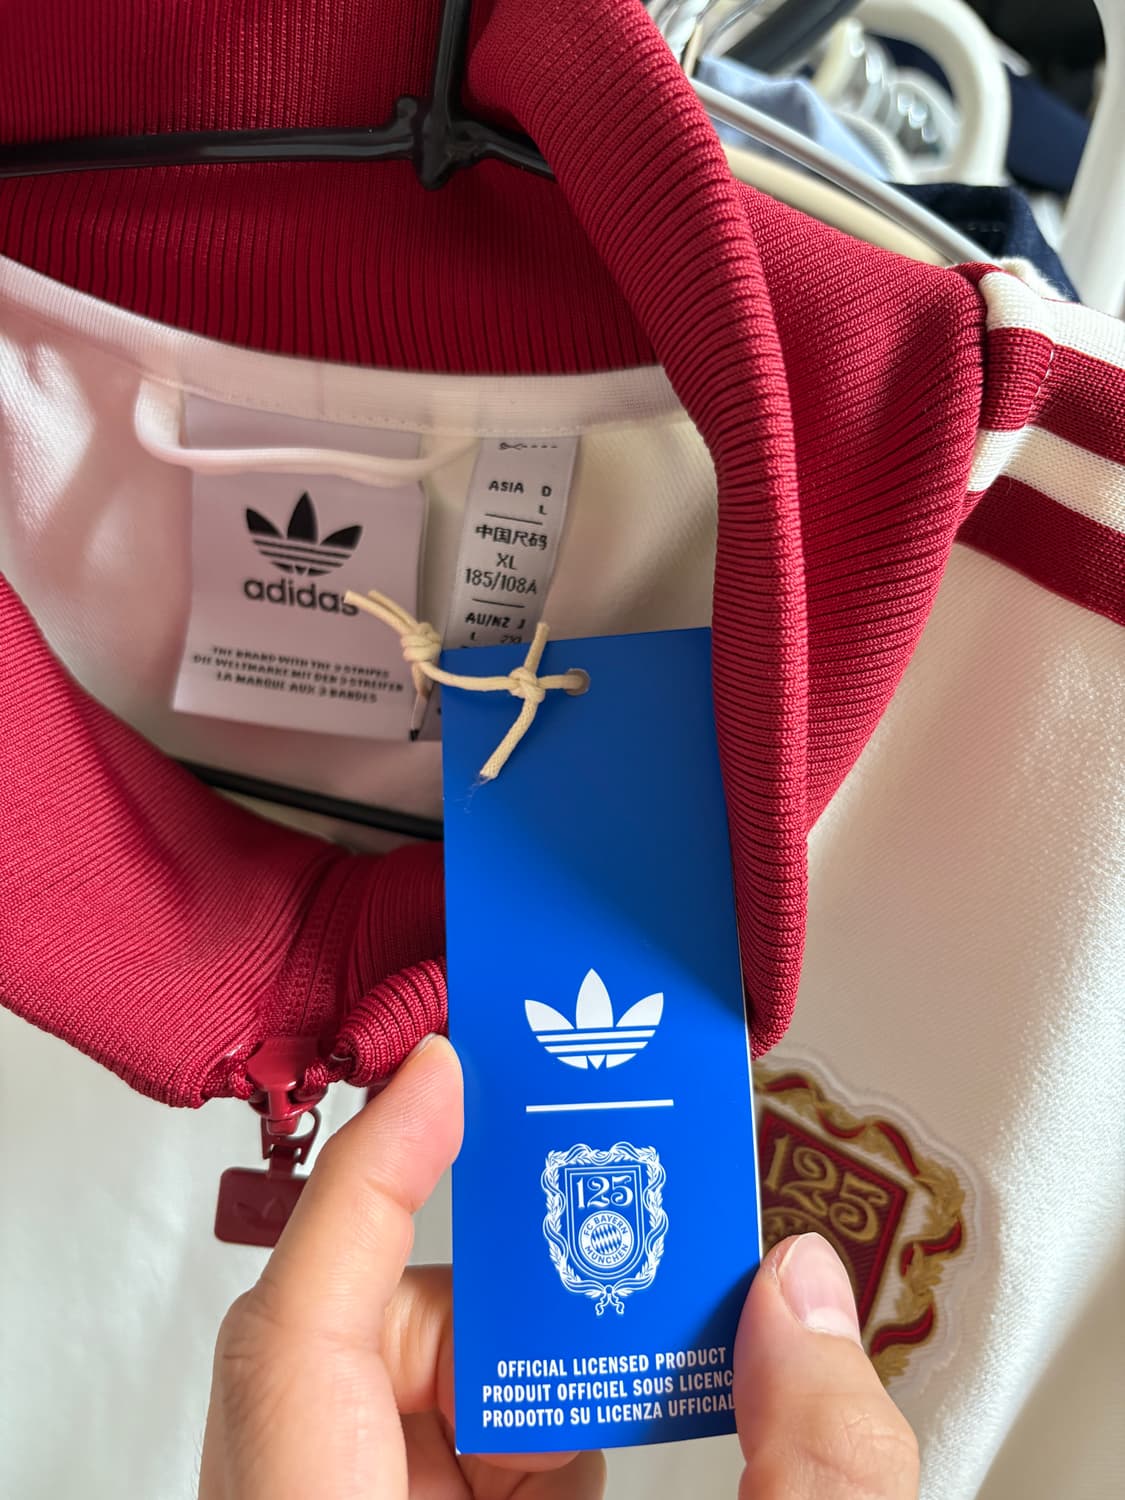 adidas
THE BRAND WITH THE 3 STRIPES
DIE WELTMARKE MIT DEN 3 STREIFEN
LA MARQUE AUX 3 BANDES
ASIA D
L
中国尺码
XL
185/108A
AU/NZ J
L
125
FC BAYERN
MÜNCHEN
OFFICIAL LICENSED PRODUCT
PRODUIT OFFICIEL SOUS LICENC
PRODOTTO SU LICENZA UFFICIAL
125